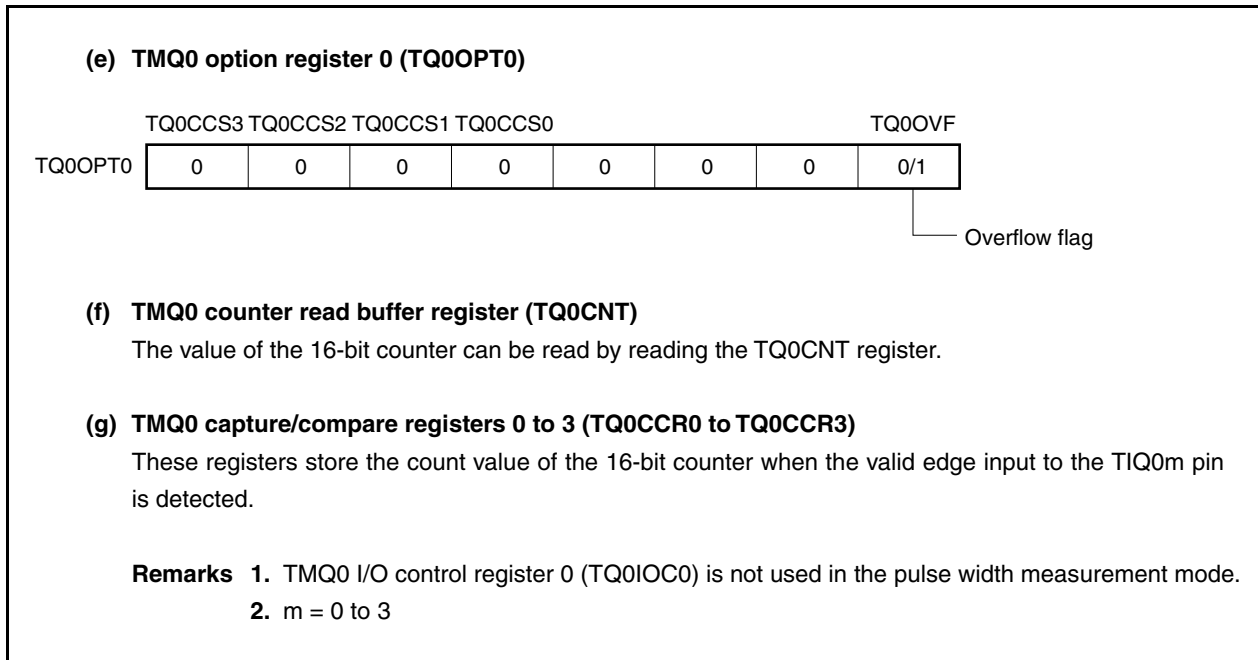 (e) TMQ0 option register 0 (TQ0OPT0)
TQ0CCS3 TQ0CCS2 TQ0CCS1 TQ0CCS0 TQ0OVF
TQ0OPT0 0 0 0 0 0 0 0 0/1
Overflow flag
(f) TMQ0 counter read buffer register (TQ0CNT)
The value of the 16-bit counter can be read by reading the TQ0CNT register.
(g) TMQ0 capture/compare registers 0 to 3 (TQ0CCR0 to TQ0CCR3)
These registers store the count value of the 16-bit counter when the valid edge input to the TIQ0m pin
is detected.
Remarks 1. TMQ0 I/O control register 0 (TQ0IOC0) is not used in the pulse width measurement mode.
2. m = 0 to 3